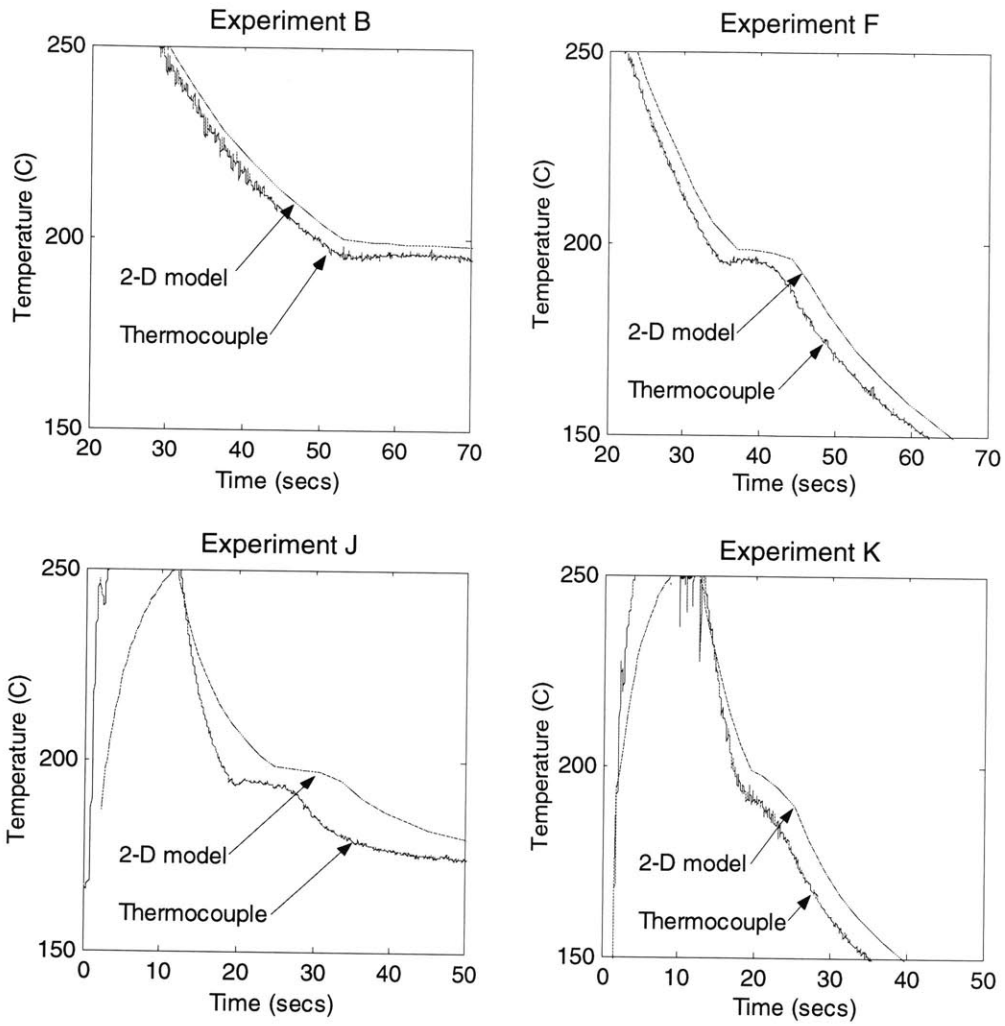 Experiment B
250
200
150
Temperature (C)
2-D model
Thermocouple
20 30 40 50 60 70
Time (secs)
Experiment F
250
200
150
Temperature (C)
2-D model
Thermocouple
20 30 40 50 60 70
Time (secs)
Experiment J
250
200
150
Temperature (C)
2-D model
Thermocouple
0 10 20 30 40 50
Time (secs)
Experiment K
250
200
150
Temperature (C)
2-D model
Thermocouple
0 10 20 30 40 50
Time (secs)